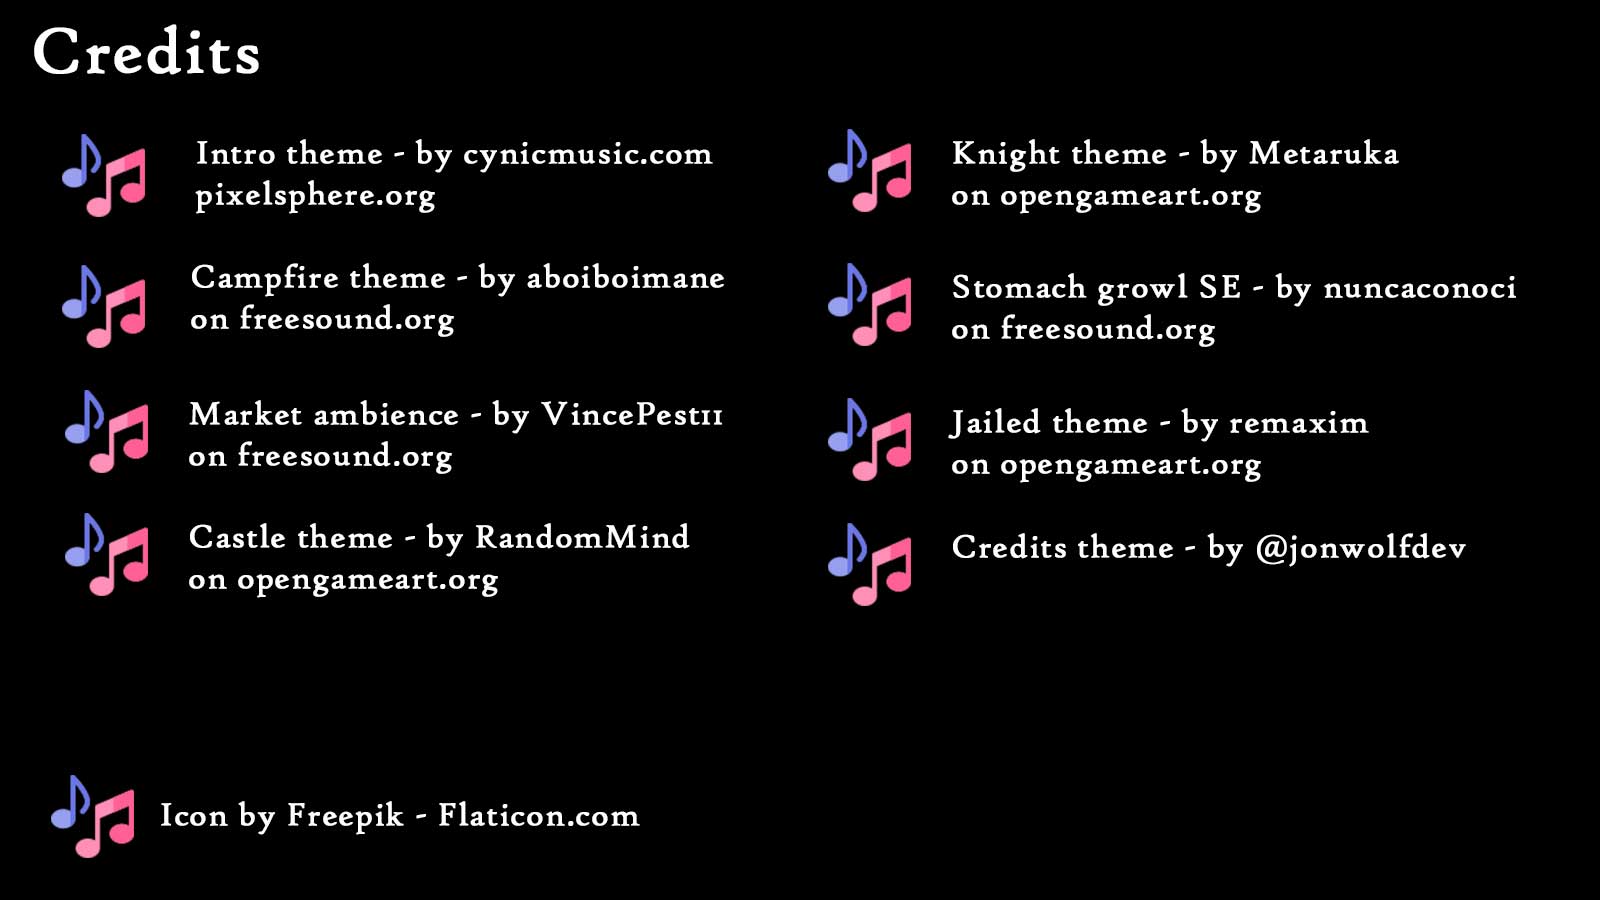 Credits
Intro theme - by cynicmusic.com
pixelsphere.org
Campfire theme - by aboiboimane
on freesound.org
Market ambience - by VincePest11
on freesound.org
Castle theme - by RandomMind
on opengameart.org
Knight theme - by Metaruka
on opengameart.org
Stomach growl SE - by nuncaconoci
on freesound.org
Jailed theme - by remaxim
on opengameart.org
Credits theme - by @jonwolfdev
Icon by Freepik - Flaticon.com